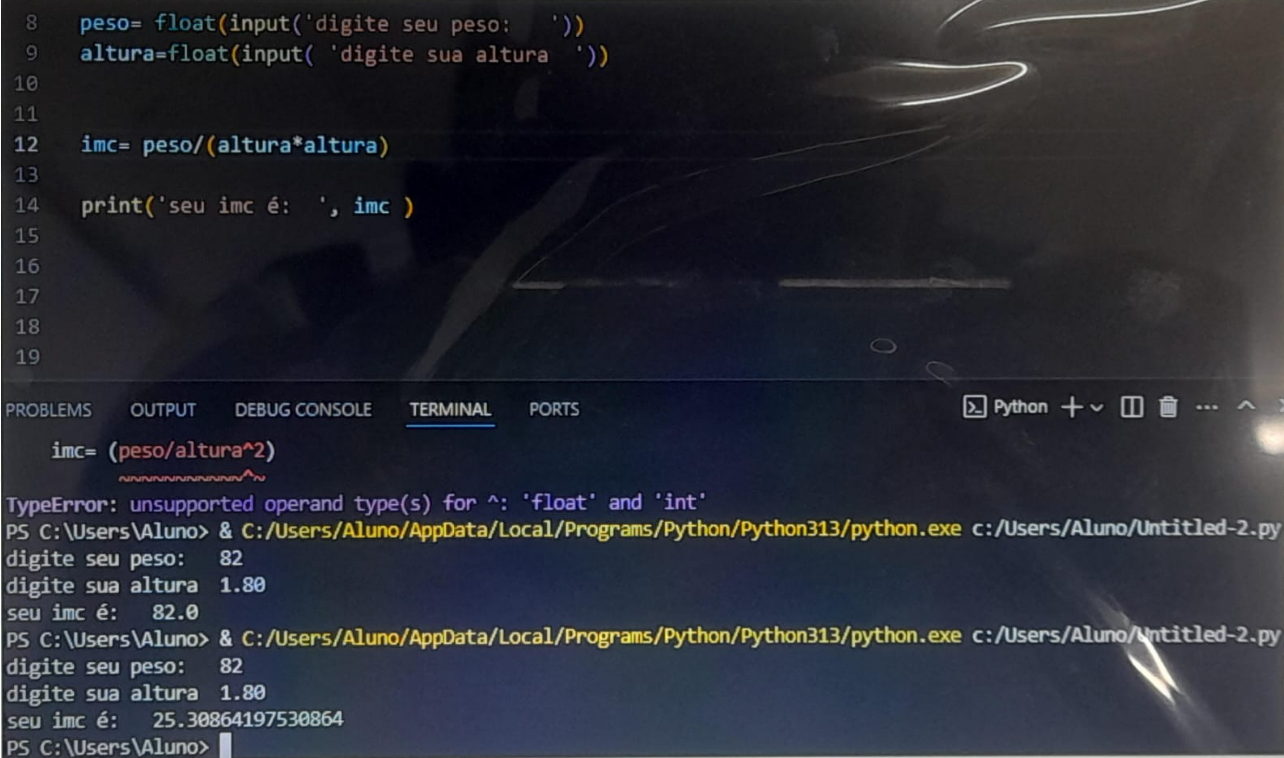 8 peso= float(input('digite seu peso:   '))
9 altura=float(input( 'digite sua altura  '))
10
11
12 imc= peso/(altura*altura)
13
14 print('seu imc é:  ', imc )
15
16
17
18
19
PROBLEMS OUTPUT DEBUG CONSOLE TERMINAL PORTS Python
imc= (peso/altura^2)
~~~~~~~~~~~^~
TypeError: unsupported operand type(s) for ^: 'float' and 'int'
PS C:\Users\Aluno> & C:/Users/Aluno/AppData/Local/Programs/Python/Python313/python.exe c:/Users/Aluno/Untitled-2.py
digite seu peso:   82
digite sua altura  1.80
seu imc é:   82.0
PS C:\Users\Aluno> & C:/Users/Aluno/AppData/Local/Programs/Python/Python313/python.exe c:/Users/Aluno/Untitled-2.py
digite seu peso:   82
digite sua altura  1.80
seu imc é:   25.30864197530864
PS C:\Users\Aluno>